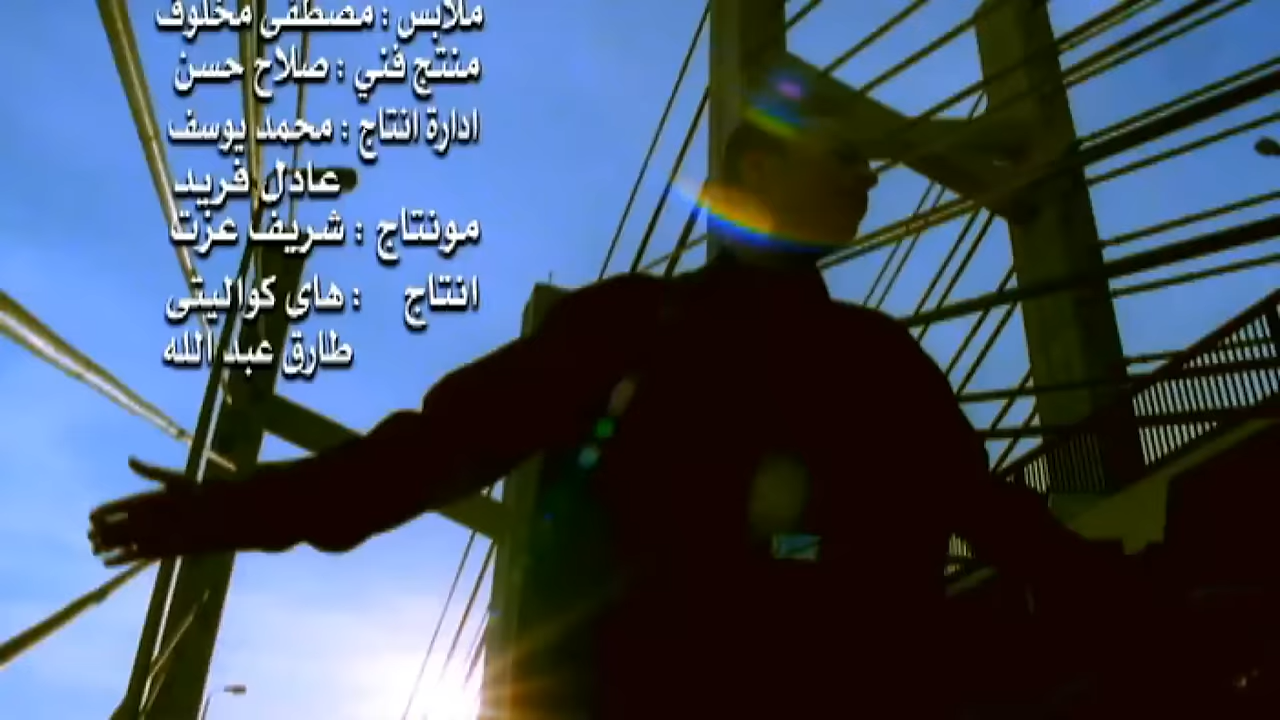 ملابس : مصطفى مخلوف
منتج فني : صلاح حسن
ادارة انتاج : محمد يوسف
عادل فريد
مونتاج : شريف عزت
انتاج : هاى كواليتى
طارق عبد الله